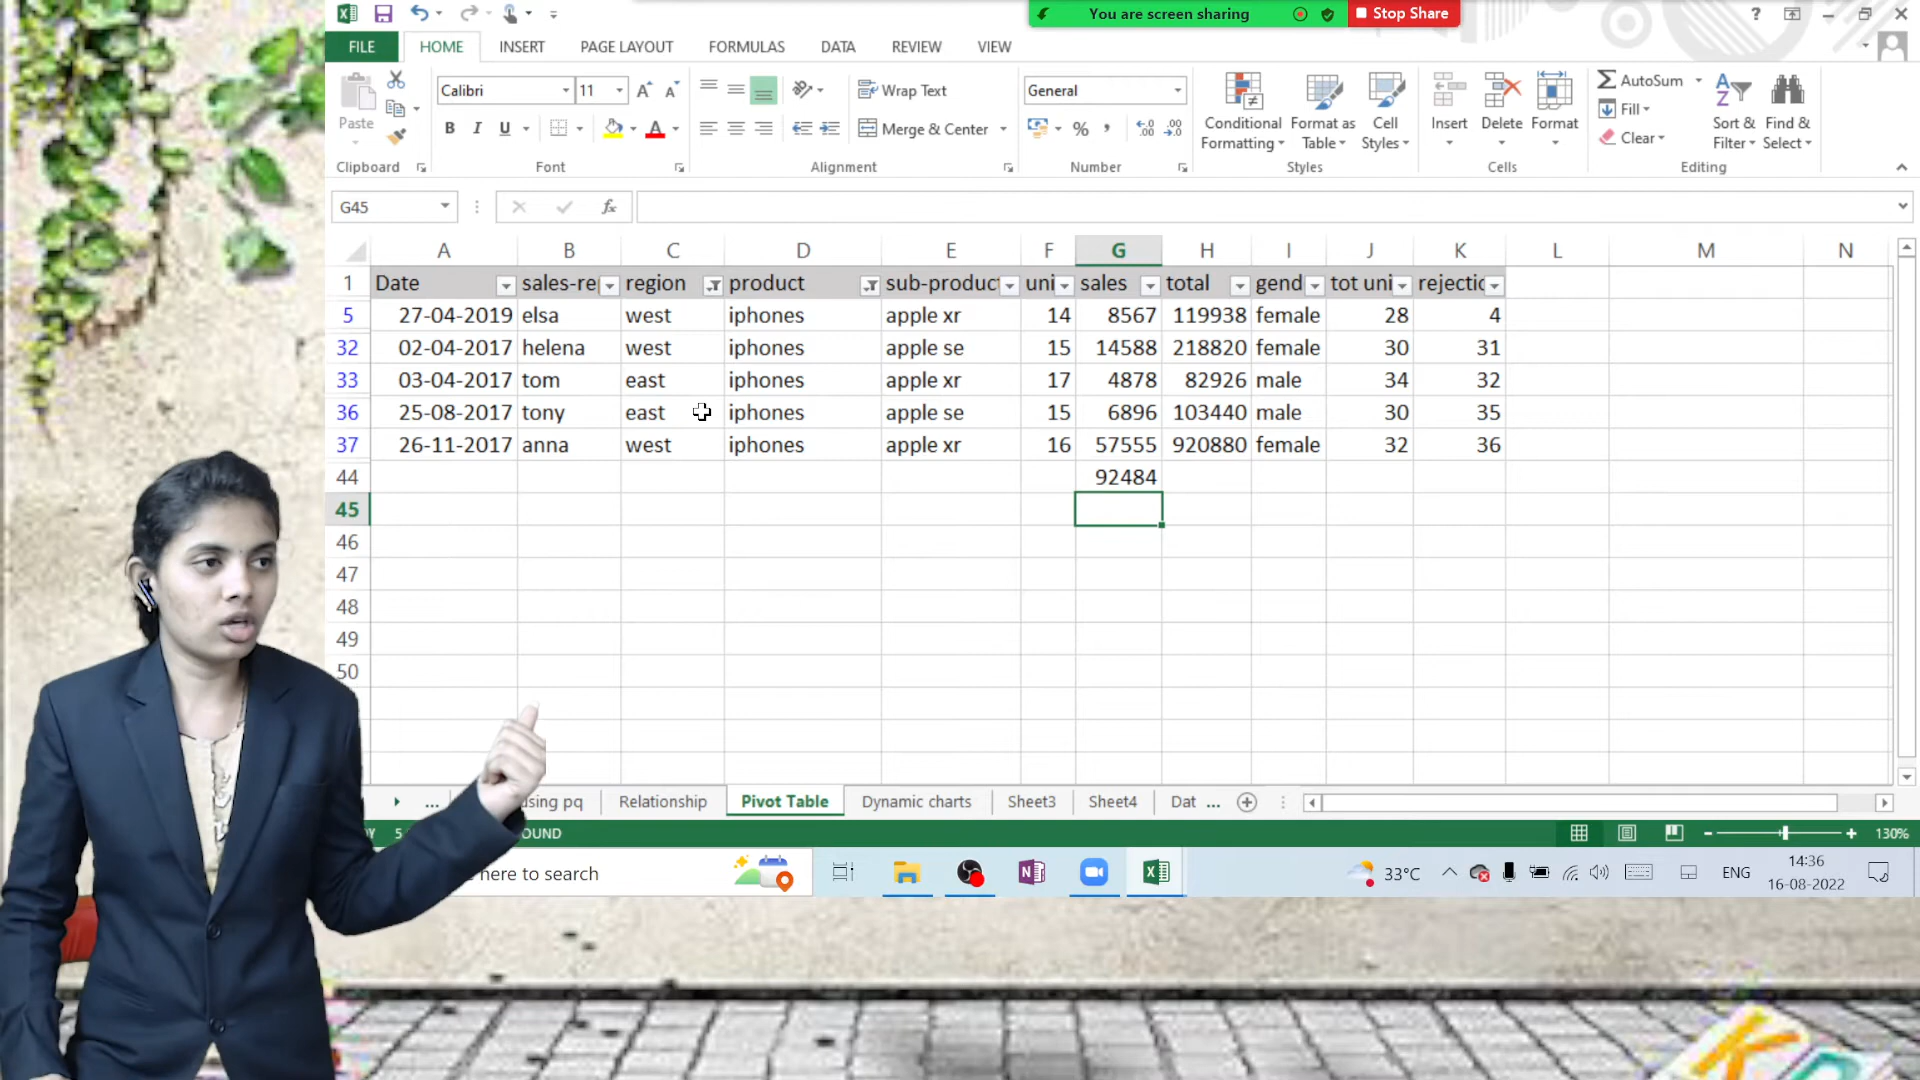 You are screen sharing
Stop Share
?
FILE HOME INSERT PAGE LAYOUT FORMULAS DATA REVIEW VIEW
Calibri 11 Wrap Text General AutoSum
Paste B I U Merge & Center % Conditional Formatting Format as Table Cell Styles Insert Delete Format Fill Clear Sort & Filter Find & Select
Clipboard Font Alignment Number Styles Cells Editing
G45 fx
A B C D E F G H I J K L M N
1 Date sales-re region product sub-product uni sales total gend tot uni rejectio
5 27-04-2019 elsa west iphones apple xr 14 8567 119938 female 28 4
32 02-04-2017 helena west iphones apple se 15 14588 218820 female 30 31
33 03-04-2017 tom east iphones apple xr 17 4878 82926 male 34 32
36 25-08-2017 tony east iphones apple se 15 6896 103440 male 30 35
37 26-11-2017 anna west iphones apple xr 16 57555 920880 female 32 36
44 92484
45
46
47
48
49
50
... sing pq Relationship Pivot Table Dynamic charts Sheet3 Sheet4 Dat ...
DY 5 OUND 130%
here to search 33°C ENG 14:36
16-08-2022